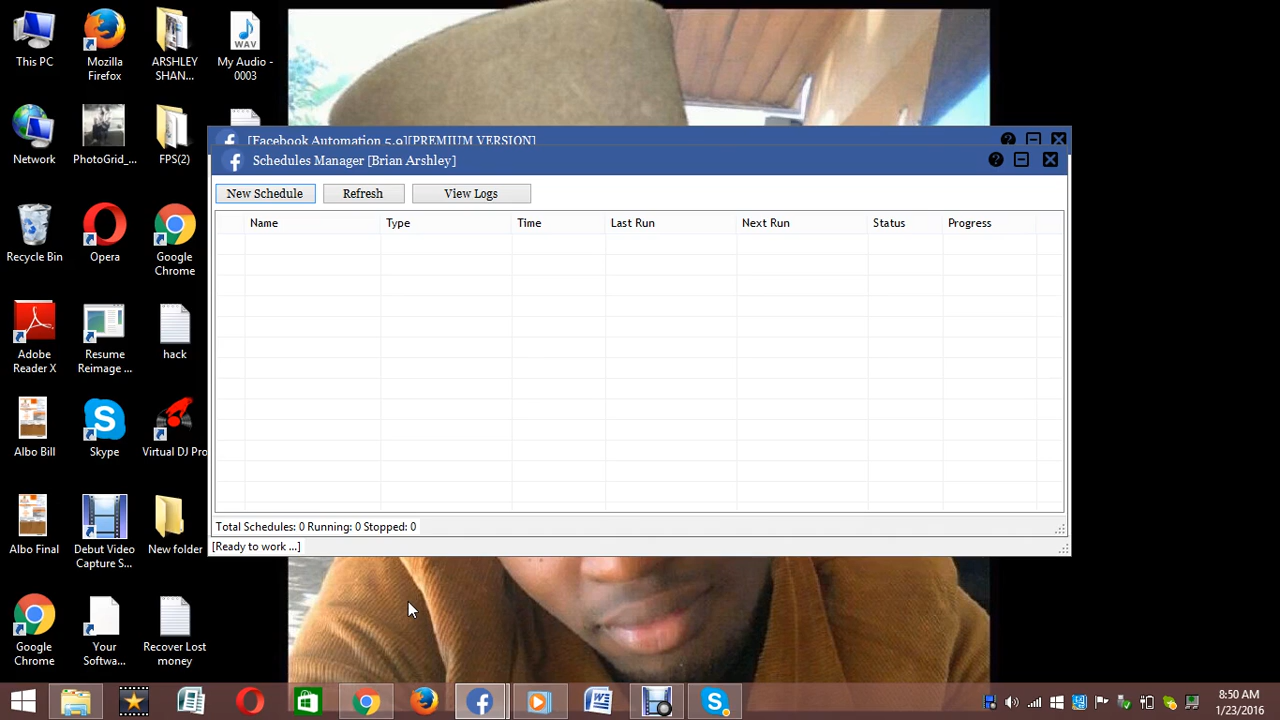 This PC
Mozilla
Firefox
ARSHLEY
SHAN...
My Audio -
0003
WAV
Network
PhotoGrid_...
FPS(2)
Recycle Bin
Opera
Google
Chrome
Adobe
Reader X
Resume
Reimage ...
hack
Albo Bill
Skype
Virtual DJ Pro
Albo Final
Debut Video
Capture S...
New folder
Google
Chrome
Your
Softwa...
Recover Lost
money
[Facebook Automation 5.9][PREMIUM VERSION]
Schedules Manager [Brian Arshley]
New Schedule
Refresh
View Logs
Name
Type
Time
Last Run
Next Run
Status
Progress
Total Schedules: 0 Running: 0 Stopped: 0
[Ready to work ...]
8:50 AM
1/23/2016